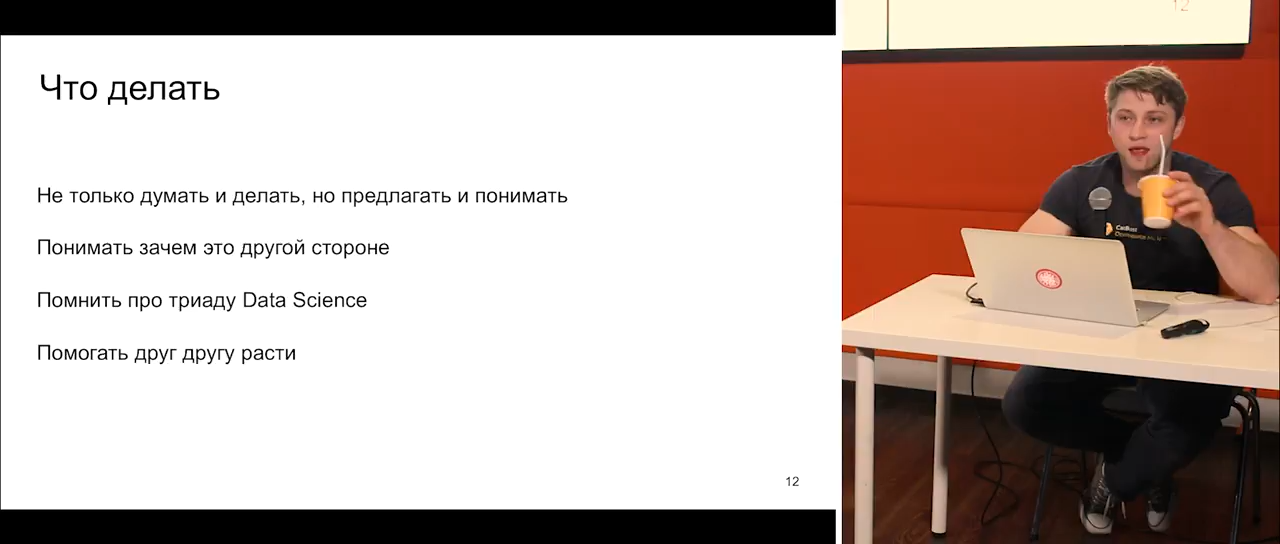 Что делать
Не только думать и делать, но предлагать и понимать
Понимать зачем это другой стороне
Помнить про триаду Data Science
Помогать друг другу расти
12
12
CatBoost